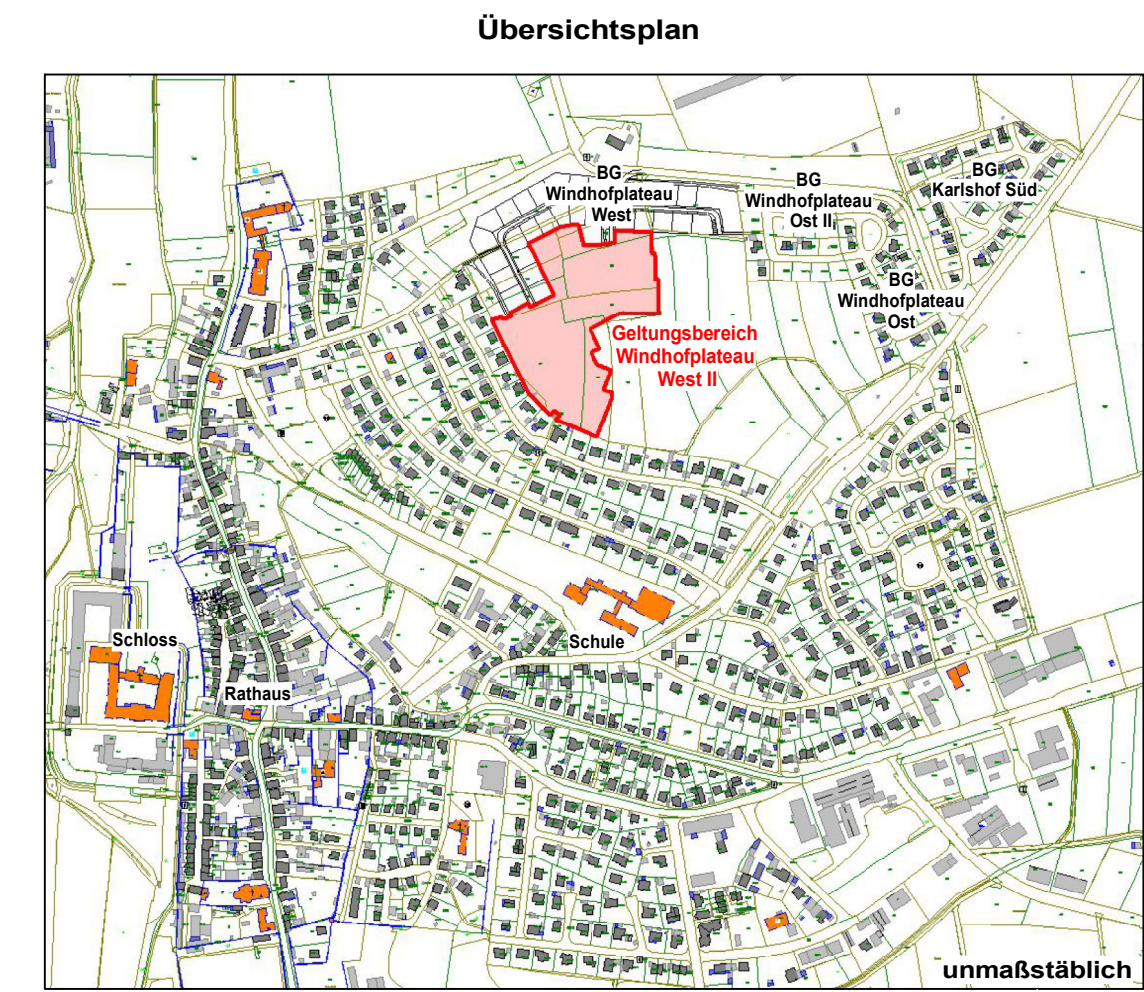 Übersichtsplan
BG
Windhofplateau
West
BG
Windhofplateau
Ost II
BG
Karlshof Süd
BG
Windhofplateau
Ost
Geltungsbereich
Windhofplateau
West II
Schloss
Schule
Rathaus
unmaßstäblich